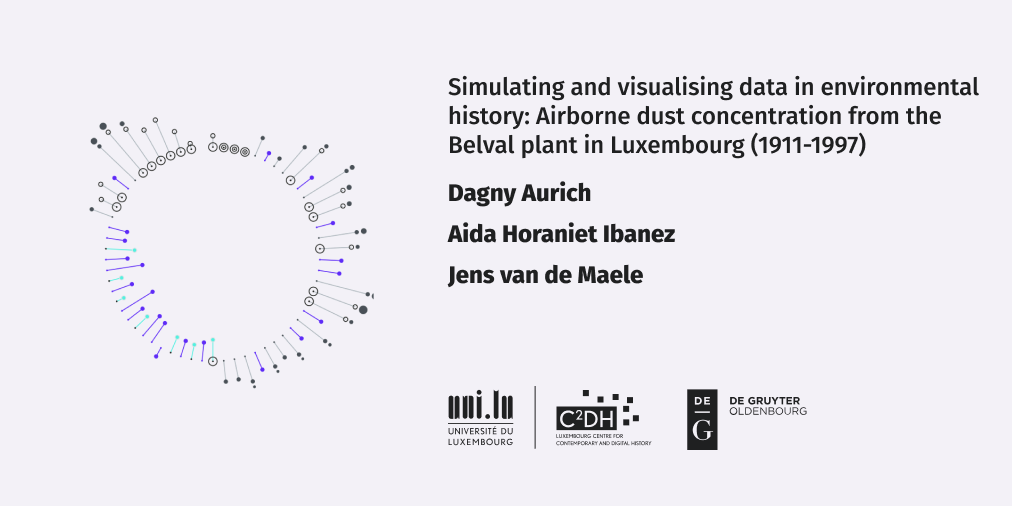 Simulating and visualising data in environmental
history: Airborne dust concentration from the
Belval plant in Luxembourg (1911-1997)
Dagny Aurich
Aida Horaniet Ibanez
Jens van de Maele
uni.lu
UNIVERSITÉ DU
LUXEMBOURG
C²DH
LUXEMBOURG CENTRE FOR
CONTEMPORARY AND DIGITAL HISTORY
DE
G
DE GRUYTER
OLDENBOURG